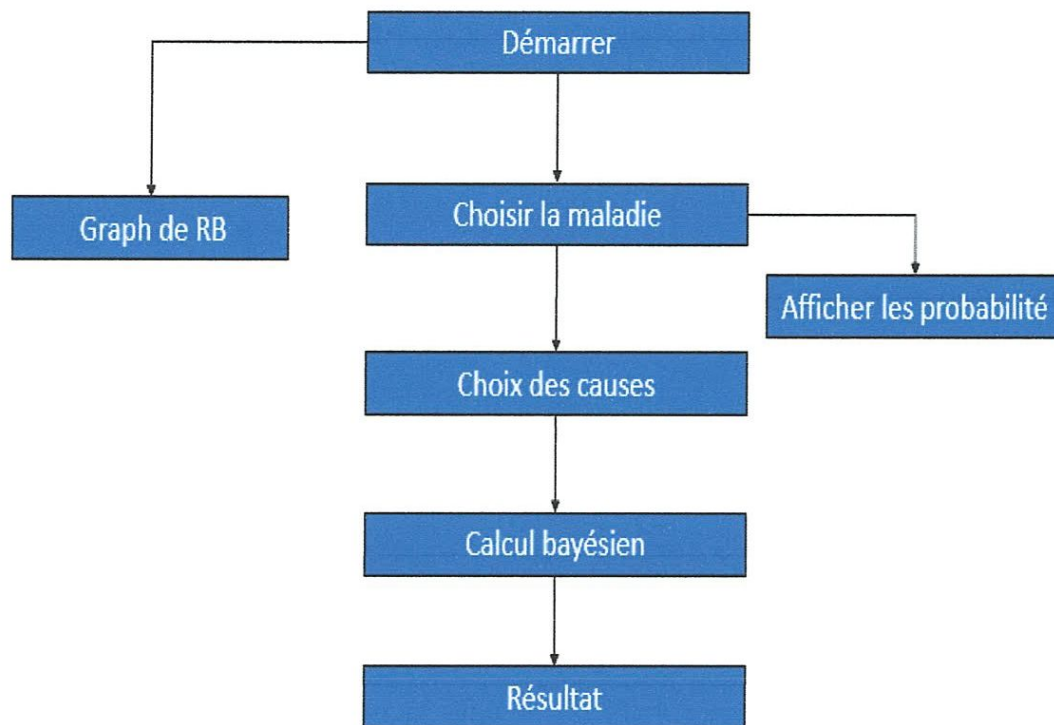 Démarrer
Graph de RB
Choisir la maladie
Afficher les probabilité
Choix des causes
Calcul bayésien
Résultat